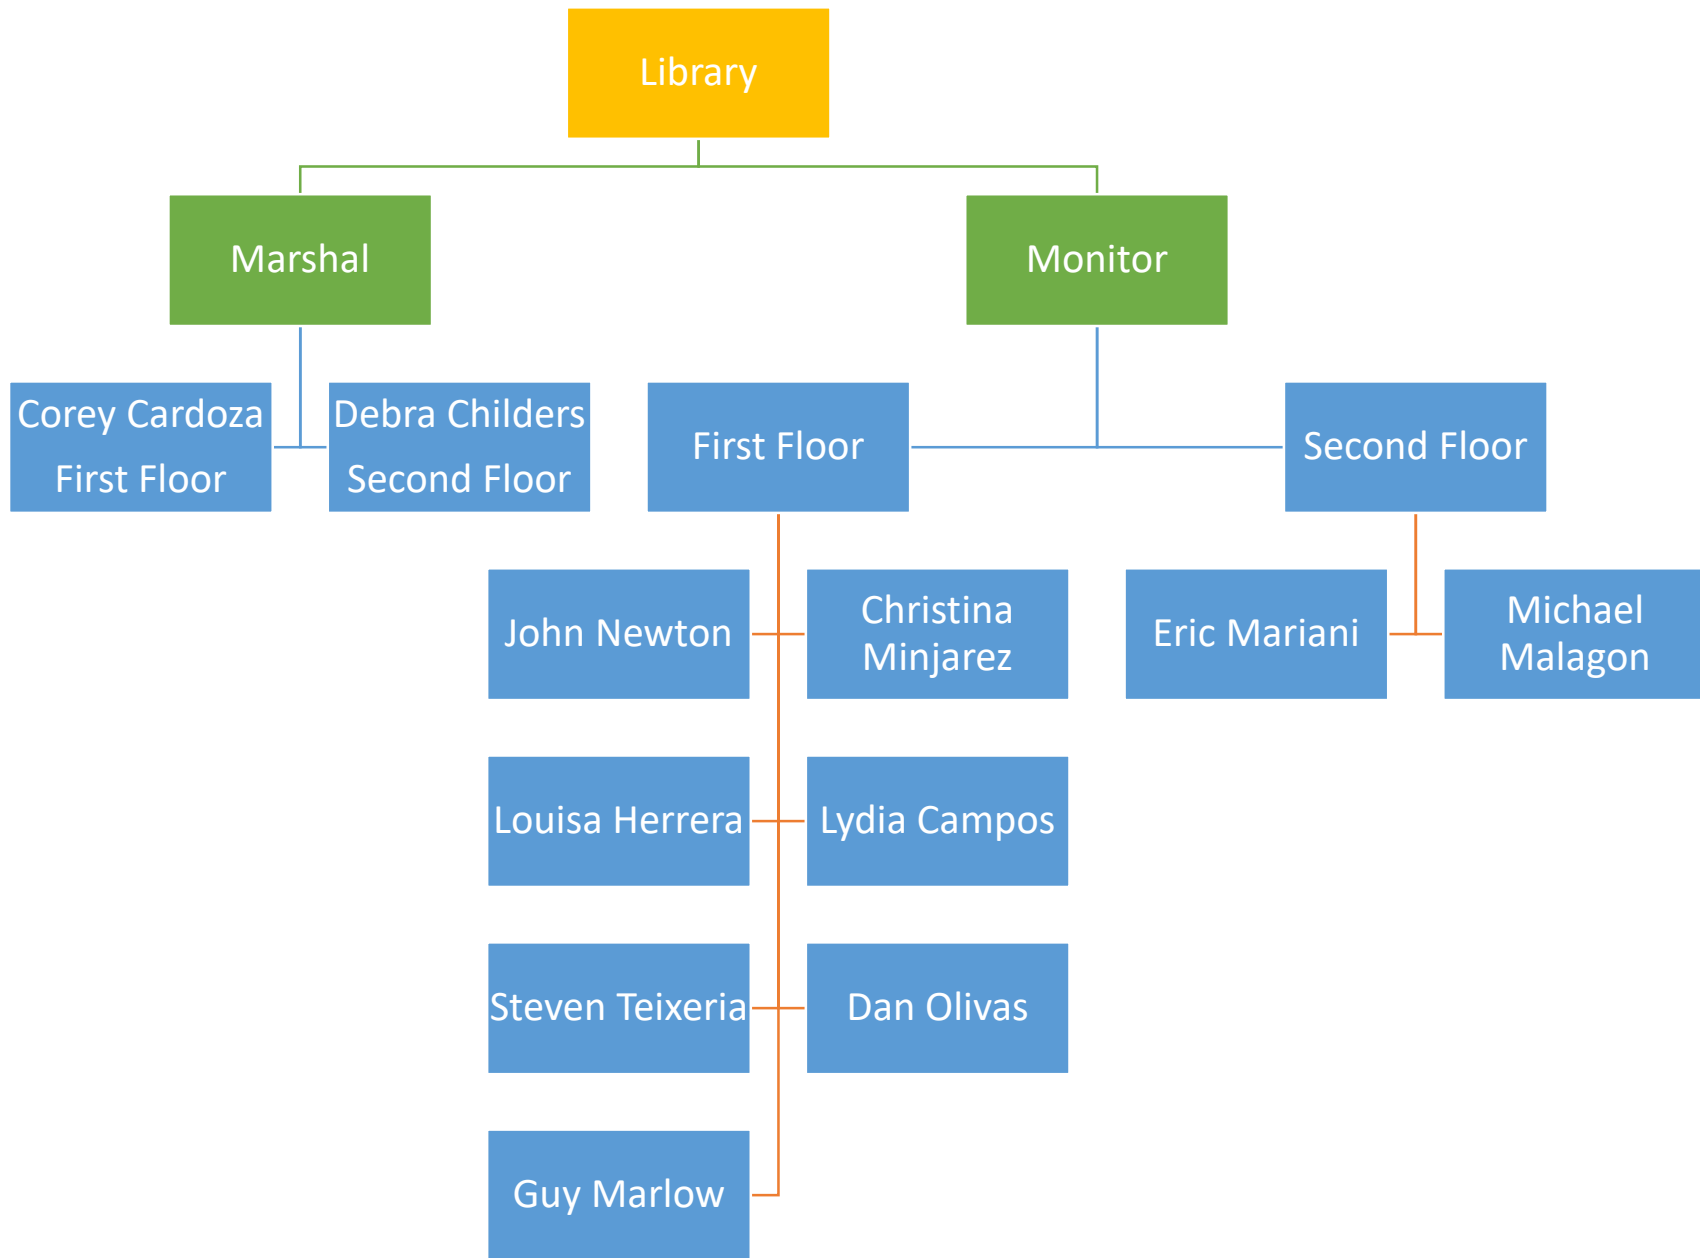 Library
Marshal
Monitor
Corey Cardoza
First Floor
Debra Childers
Second Floor
First Floor
Second Floor
John Newton
Christina
Minjarez
Eric Mariani
Michael
Malagon
Louisa Herrera
Lydia Campos
Steven Teixeria
Dan Olivas
Guy Marlow